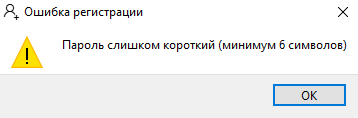 Ошибка регистрации
Пароль слишком короткий (минимум 6 символов)
OK